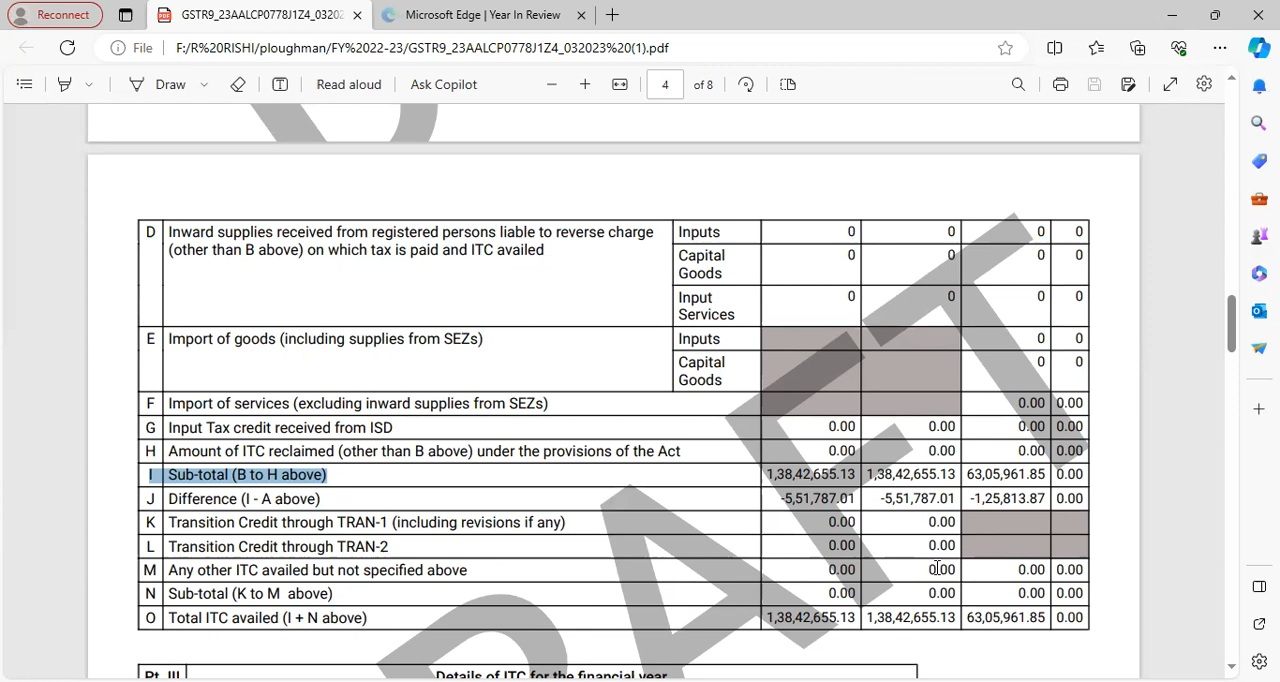 Reconnect
GSTR9_23AALCP0778J1Z4_03202
Microsoft Edge | Year In Review
File
F:/R%20RISHI/ploughman/FY%2022-23/GSTR9_23AALCP0778J1Z4_032023%20(1).pdf
Draw
Read aloud
Ask Copilot
4 of 8
D Inward supplies received from registered persons liable to reverse charge Inputs 0 0 0 0
(other than B above) on which tax is paid and ITC availed Capital 0 0 0 0
Goods
Input 0 0 0 0
Services
E Import of goods (including supplies from SEZs) Inputs 0 0
Capital 0 0
Goods
F Import of services (excluding inward supplies from SEZs) 0.00 0.00
G Input Tax credit received from ISD 0.00 0.00 0.00 0.00
H Amount of ITC reclaimed (other than B above) under the provisions of the Act 0.00 0.00 0.00 0.00
I Sub-total (B to H above) 1,38,42,655.13 1,38,42,655.13 63,05,961.85 0.00
J Difference (I - A above) -5,51,787.01 -5,51,787.01 -1,25,813.87 0.00
K Transition Credit through TRAN-1 (including revisions if any) 0.00 0.00
L Transition Credit through TRAN-2 0.00 0.00
M Any other ITC availed but not specified above 0.00 0.00 0.00 0.00
N Sub-total (K to M above) 0.00 0.00 0.00 0.00
O Total ITC availed (I + N above) 1,38,42,655.13 1,38,42,655.13 63,05,961.85 0.00
DRAFT
Pt. III Details of ITC for the financial year